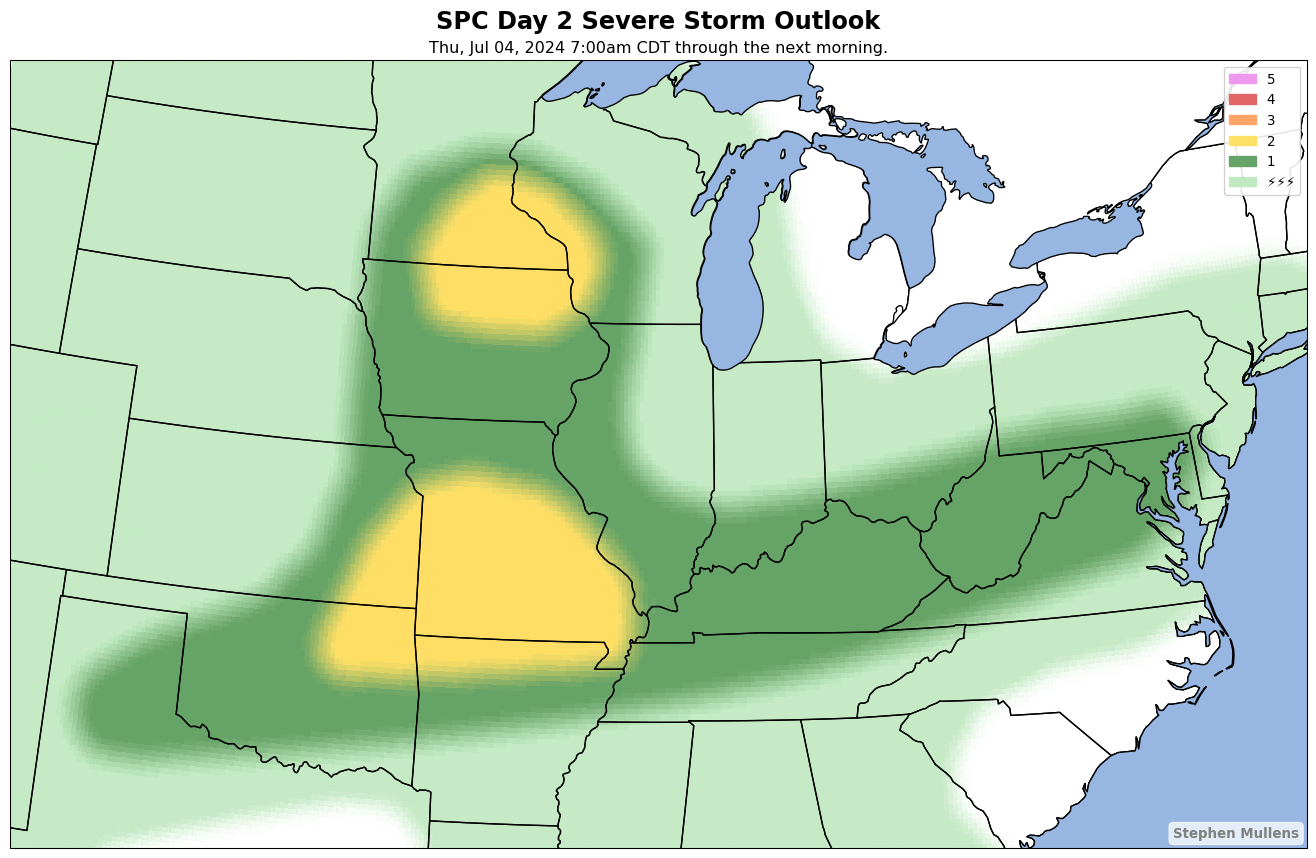 SPC Day 2 Severe Storm Outlook
Thu, Jul 04, 2024 7:00am CDT through the next morning.
5
4
3
2
1
⚡⚡⚡
Stephen Mullens